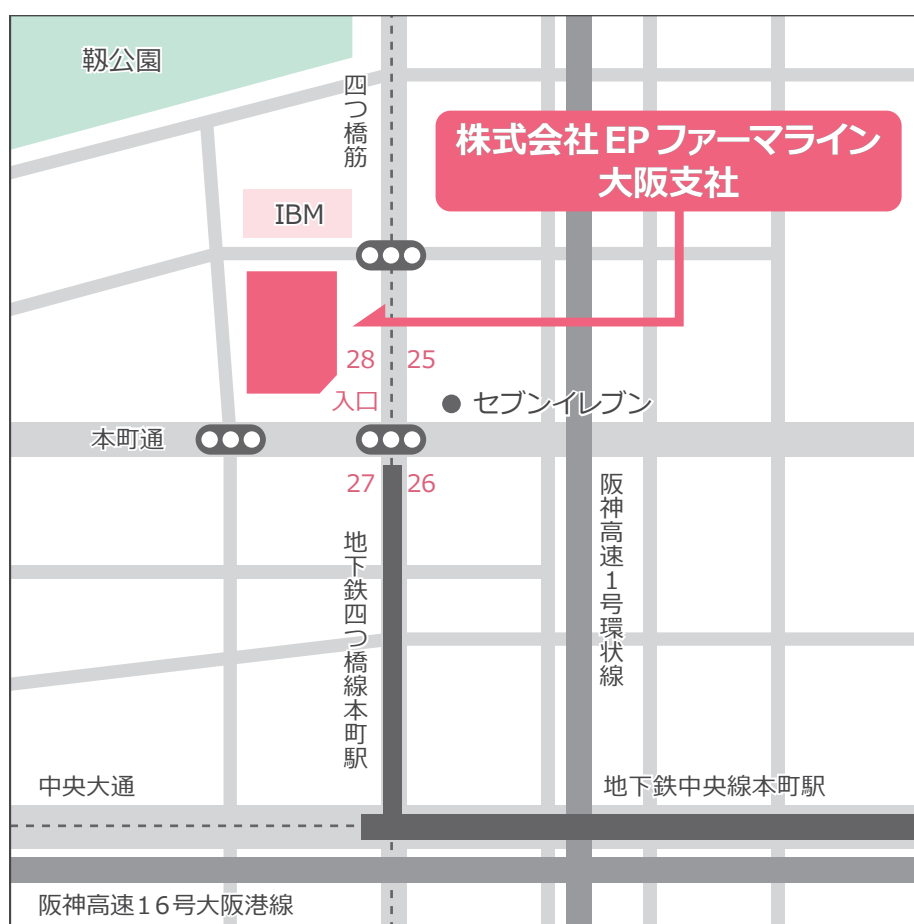 靱公園
四つ橋筋
株式会社EPファーマライン
大阪支社
IBM
28
25
入口
セブンイレブン
本町通
27
26
地下鉄四つ橋線本町駅
阪神高速1号環状線
中央大通
地下鉄中央線本町駅
阪神高速16号大阪港線